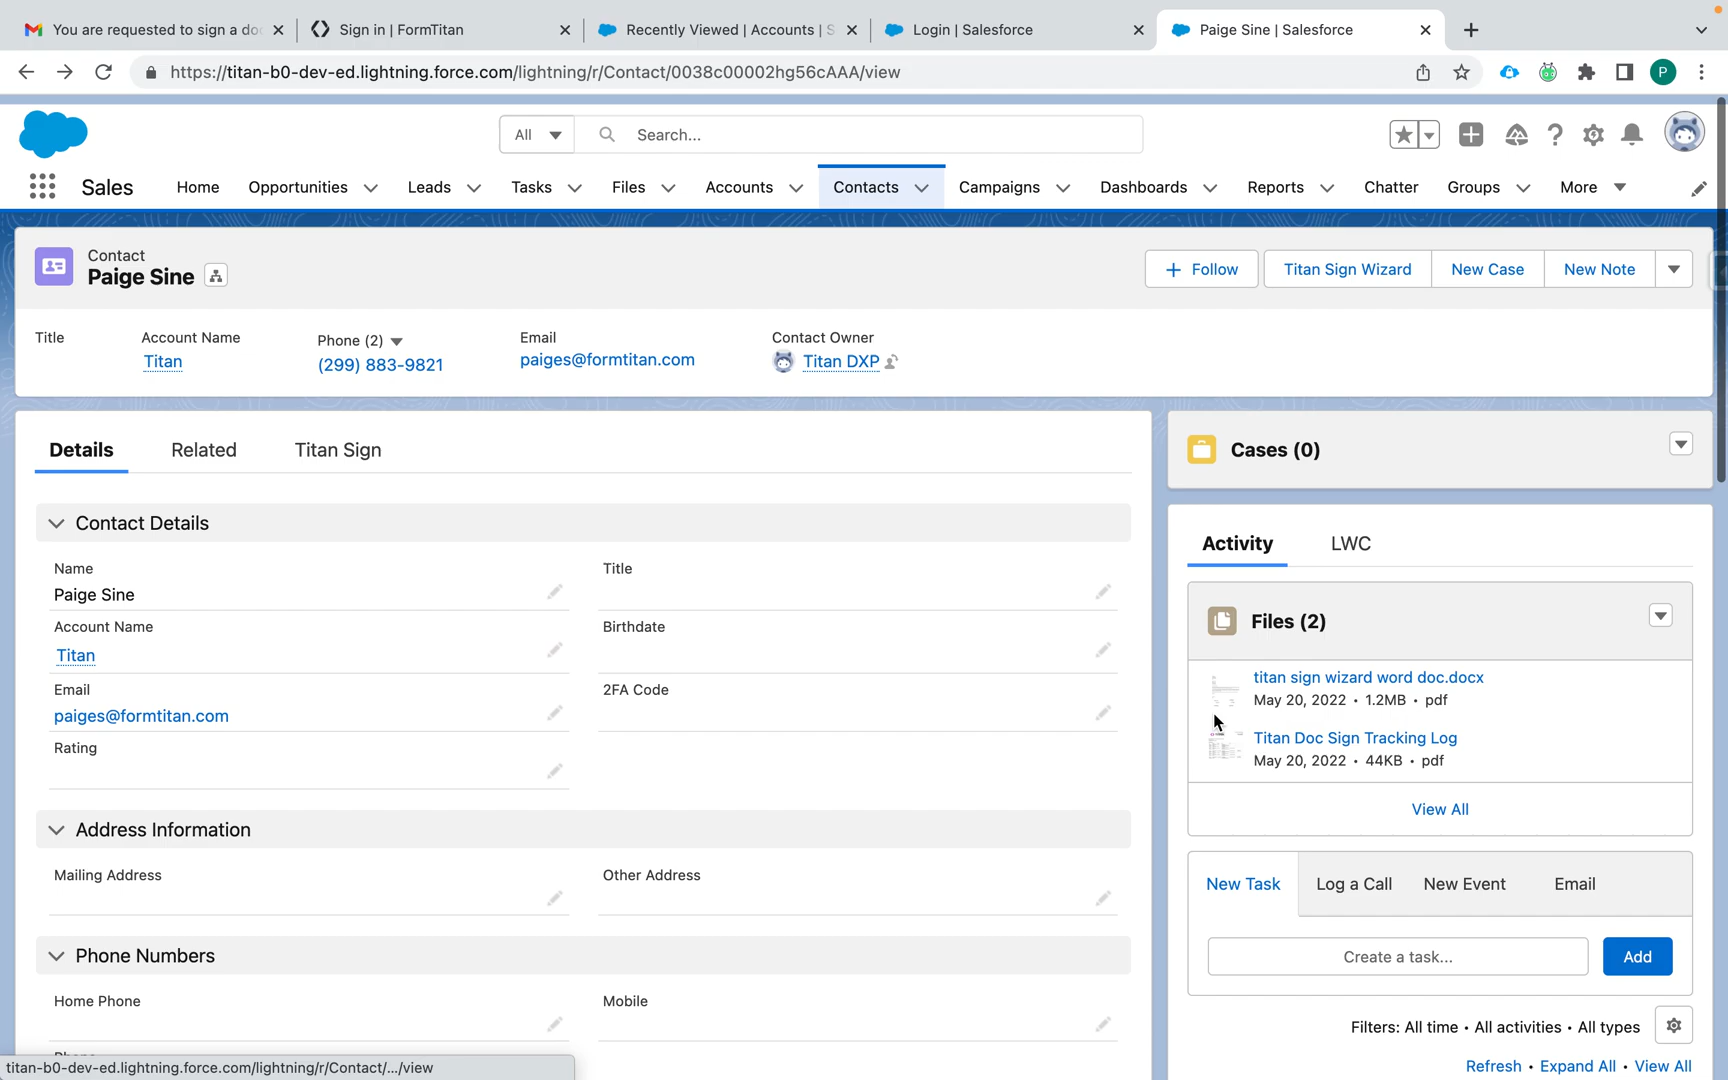 You are requested to sign a doc
Sign in | FormTitan
Recently Viewed | Accounts | S
Login | Salesforce
Paige Sine | Salesforce
https://titan-b0-dev-ed.lightning.force.com/lightning/r/Contact/0038c00002hg56cAAA/view
P
All
Search...
Sales
Home
Opportunities
Leads
Tasks
Files
Accounts
Contacts
Campaigns
Dashboards
Reports
Chatter
Groups
More
Contact
Paige Sine
Follow
Titan Sign Wizard
New Case
New Note
Title
Account Name
Titan
Phone (2)
(299) 883-9821
Email
paiges@formtitan.com
Contact Owner
Titan DXP
Details
Related
Titan Sign
Contact Details
Name
Paige Sine
Title
Account Name
Titan
Birthdate
Email
paiges@formtitan.com
2FA Code
Rating
Address Information
Mailing Address
Other Address
Phone Numbers
Home Phone
Mobile
Cases (0)
Activity
LWC
Files (2)
titan sign wizard word doc.docx
May 20, 2022 • 1.2MB • pdf
Titan Doc Sign Tracking Log
May 20, 2022 • 44KB • pdf
View All
New Task
Log a Call
New Event
Email
Create a task...
Add
Filters: All time • All activities • All types
Refresh • Expand All • View All
titan-b0-dev-ed.lightning.force.com/lightning/r/Contact/.../view